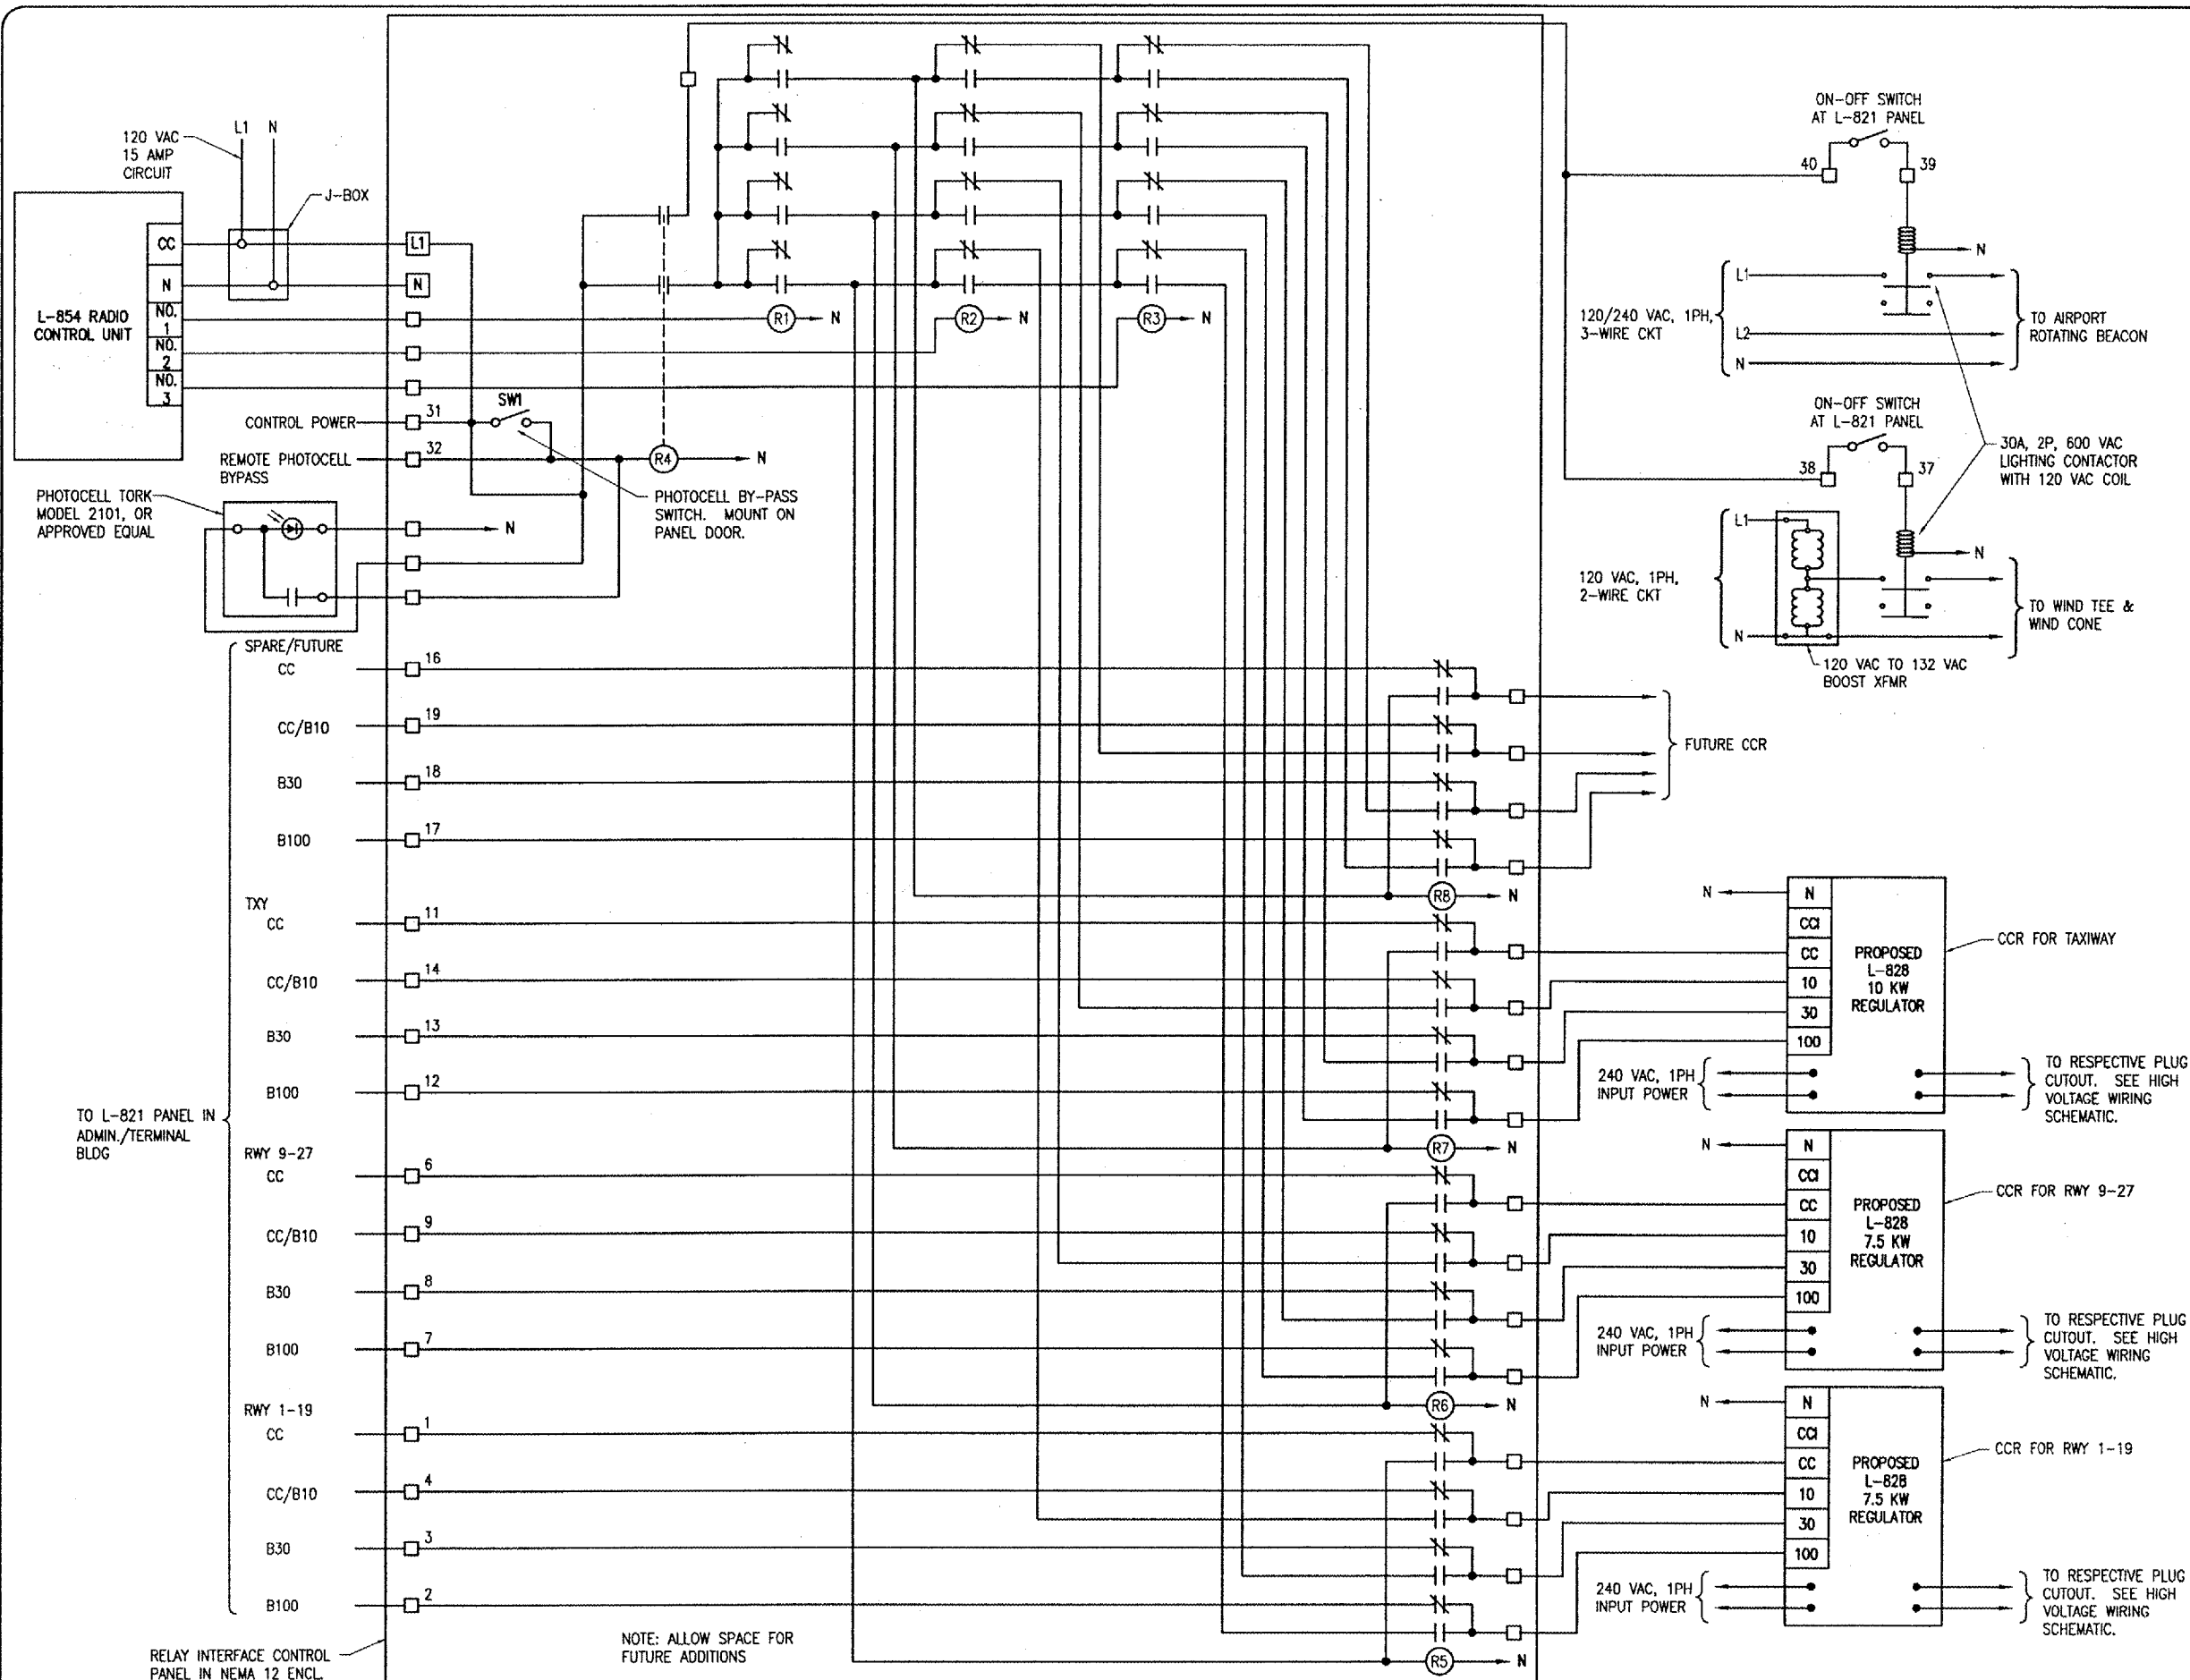 120 VAC
15 AMP
CIRCUIT
L1 N
J-BOX
CC
N
NO.
1
NO.
2
NO.
3
L-854 RADIO
CONTROL UNIT
L1
N
R1 N
R2 N
R3 N
CONTROL POWER 31
SW1
REMOTE PHOTOCELL
BYPASS
32
R4 N
PHOTOCELL TORK
MODEL 2101, OR
APPROVED EQUAL
N
PHOTOCELL BY-PASS
SWITCH. MOUNT ON
PANEL DOOR.
ON-OFF SWITCH
AT L-821 PANEL
40 39
N
120/240 VAC, 1PH,
3-WIRE CKT
L1
L2
N
TO AIRPORT
ROTATING BEACON
ON-OFF SWITCH
AT L-821 PANEL
38 37
30A, 2P, 600 VAC
LIGHTING CONTACTOR
WITH 120 VAC COIL
L1
N
120 VAC, 1PH,
2-WIRE CKT
N
TO WIND TEE &
WIND CONE
120 VAC TO 132 VAC
BOOST XFMR
SPARE/FUTURE
CC 16
CC/B10 19
B30 18
B100 17
FUTURE CCR
R8 N
TXY
CC 11
CC/B10 14
B30 13
B100 12
R7 N
TO L-821 PANEL IN
ADMIN./TERMINAL
BLDG
RWY 9-27
CC 6
CC/B10 9
B30 8
B100 7
R6 N
RWY 1-19
CC 1
CC/B10 4
B30 3
B100 2
R5 N
N N
CCI
CC
10
30
100
PROPOSED
L-828
10 KW
REGULATOR
CCR FOR TAXIWAY
240 VAC, 1PH
INPUT POWER
TO RESPECTIVE PLUG
CUTOUT. SEE HIGH
VOLTAGE WIRING
SCHEMATIC.
N N
CCI
CC
10
30
100
PROPOSED
L-828
7.5 KW
REGULATOR
CCR FOR RWY 9-27
240 VAC, 1PH
INPUT POWER
TO RESPECTIVE PLUG
CUTOUT. SEE HIGH
VOLTAGE WIRING
SCHEMATIC.
N N
CCI
CC
10
30
100
PROPOSED
L-828
7.5 KW
REGULATOR
CCR FOR RWY 1-19
240 VAC, 1PH
INPUT POWER
TO RESPECTIVE PLUG
CUTOUT. SEE HIGH
VOLTAGE WIRING
SCHEMATIC.
RELAY INTERFACE CONTROL
PANEL IN NEMA 12 ENCL.
NOTE: ALLOW SPACE FOR
FUTURE ADDITIONS